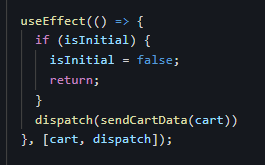 useEffect(() => {
if (isInitial) {
isInitial = false;
return;
}
dispatch(sendCartData(cart))
}, [cart, dispatch]);